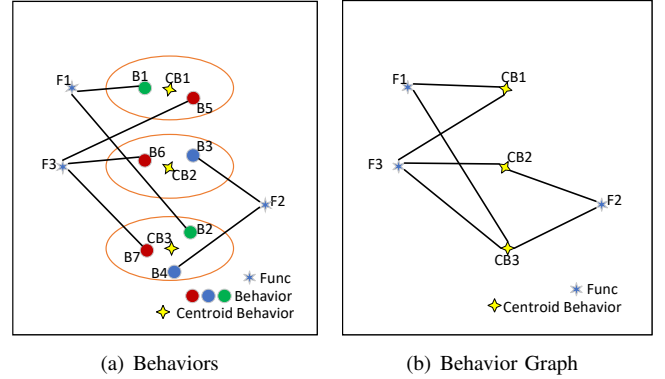 F1
B1
CB1
B5
B6
B3
F3
CB2
F2
B2
CB3
B7
B4
Func
Behavior
Centroid Behavior
(a) Behaviors
F1
CB1
F3
CB2
F2
CB3
Func
Centroid Behavior
(b) Behavior Graph